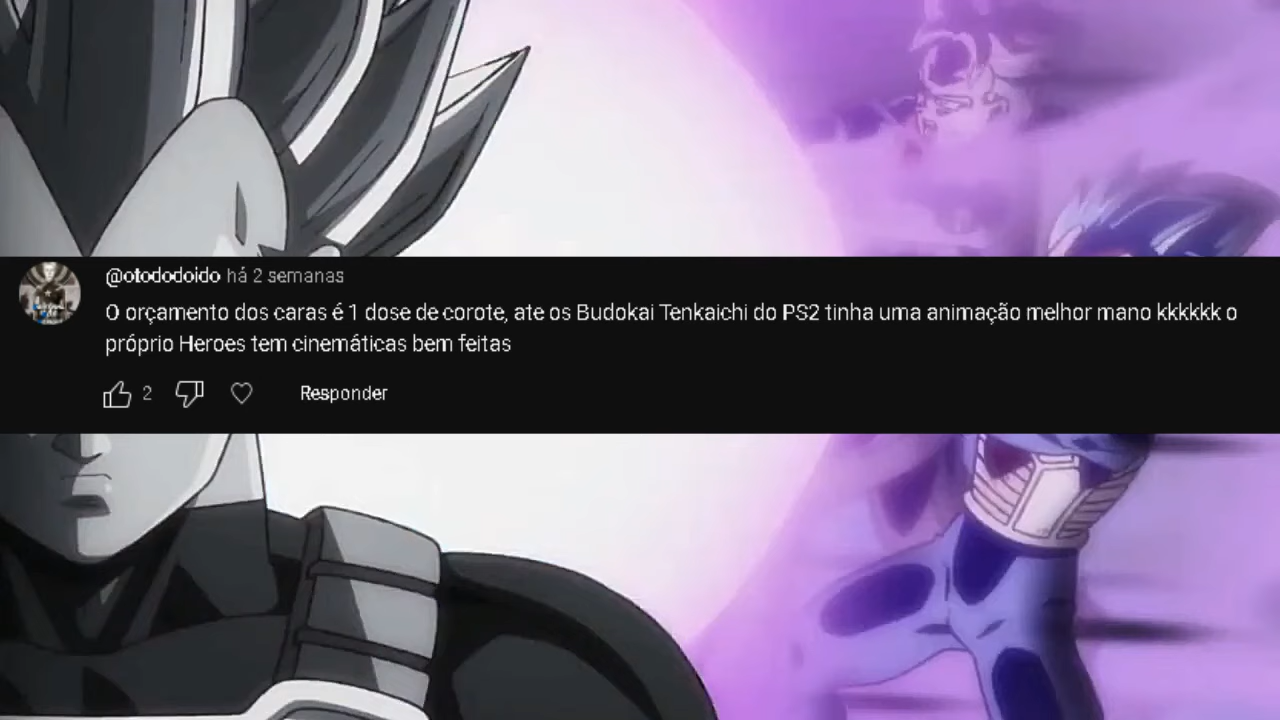 @otododoido há 2 semanas
O orçamento dos caras é 1 dose de corote, ate os Budokai Tenkaichi do PS2 tinha uma animação melhor mano kkkkkk o
próprio Heroes tem cinemáticas bem feitas
2 Responder